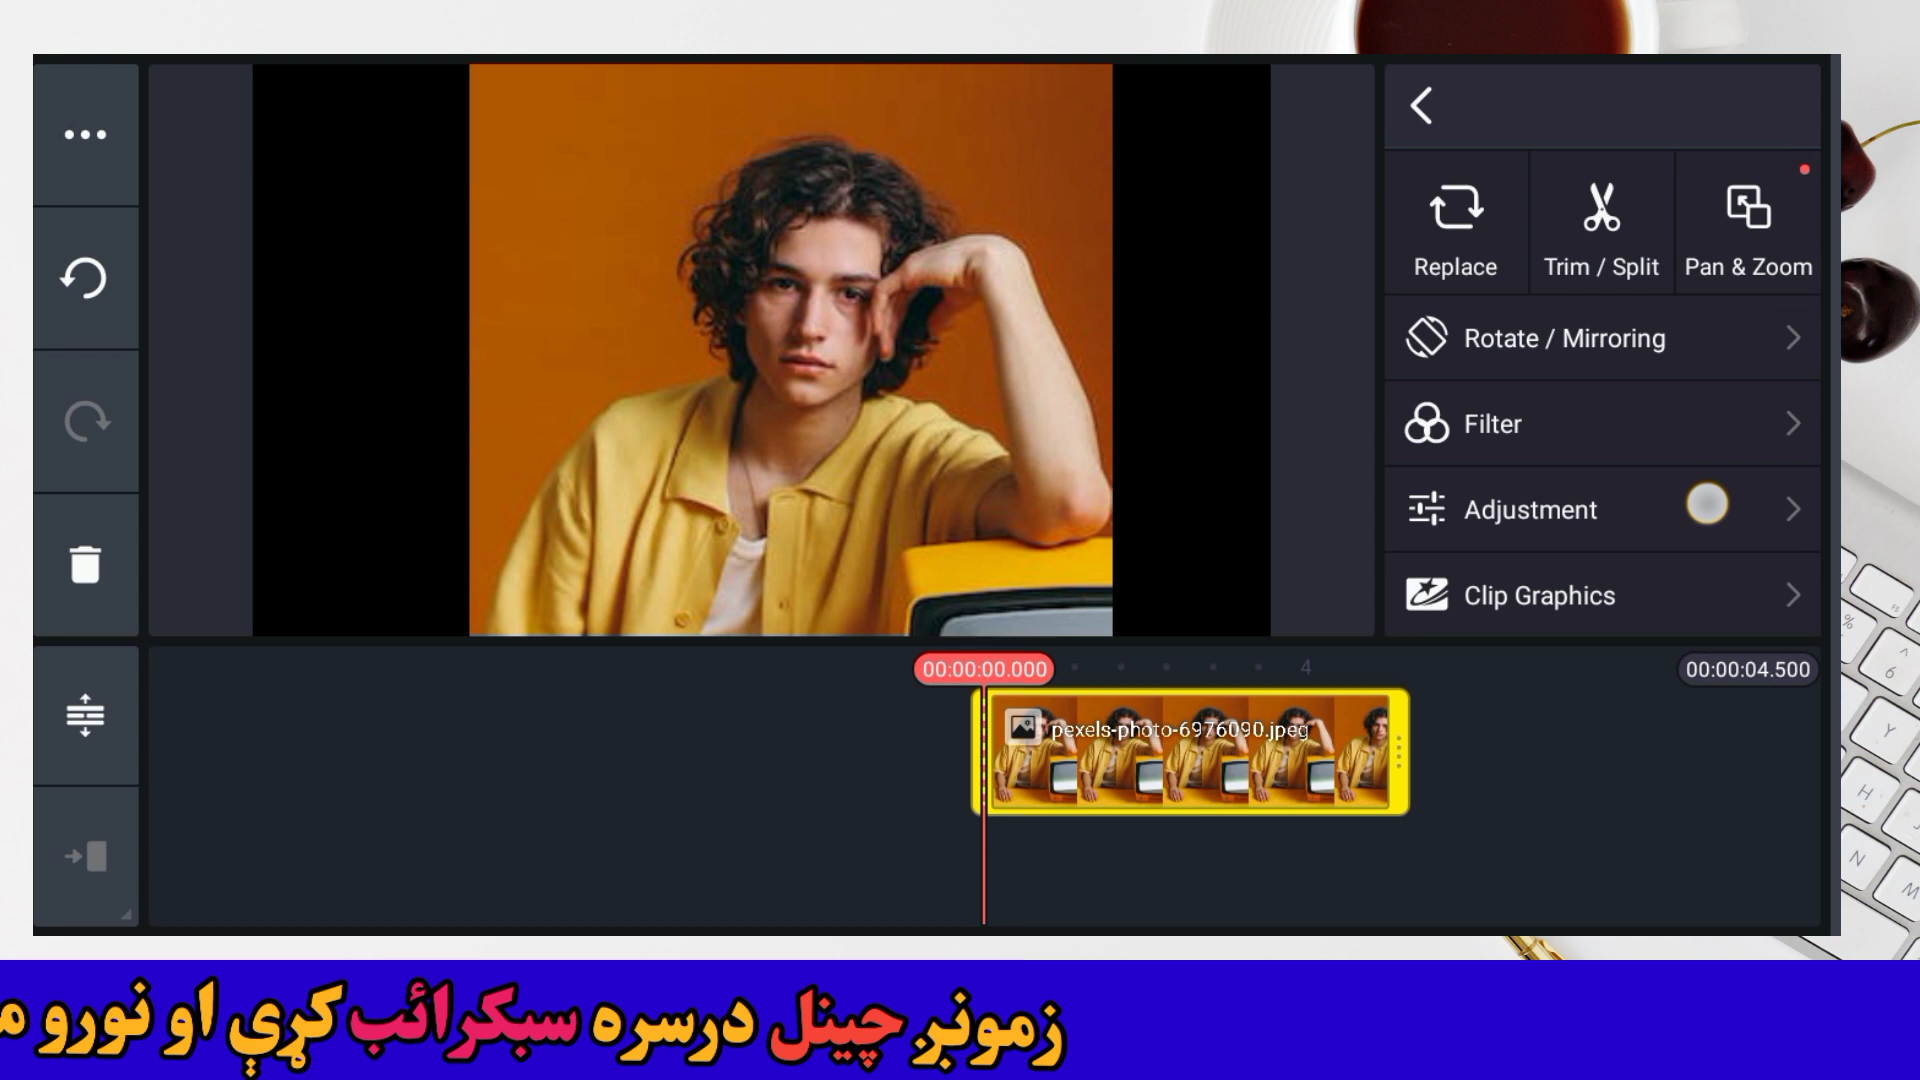 Replace
Trim / Split
Pan & Zoom
Rotate / Mirroring
Filter
Adjustment
Clip Graphics
00:00:00.000
4
00:00:04.500
pexels-photo-6976090.jpeg
%
6
Y
H
N
M
زمونږ چينل درسره سبکرائب کړې او نورو